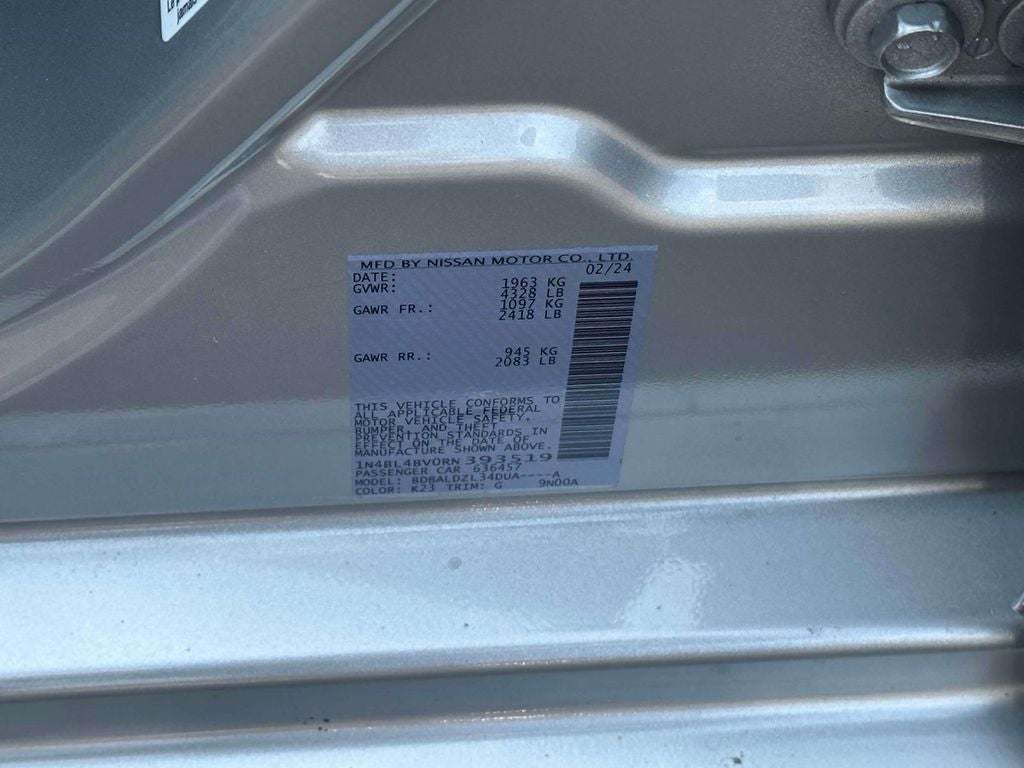 MFD BY NISSAN MOTOR CO., LTD.
DATE: 02/24
GVWR: 1963 KG
4328 LB
GAWR FR.: 1097 KG
2418 LB
GAWR RR.: 945 KG
2083 LB
THIS VEHICLE CONFORMS TO
ALL APPLICABLE FEDERAL
MOTOR VEHICLE SAFETY,
BUMPER, AND THEFT
PREVENTION STANDARDS IN
EFFECT ON THE DATE OF
MANUFACTURE SHOWN ABOVE.
1N4BL4BV0RN393519
PASSENGER CAR 636457
MODEL: BDBALDZL34DUA----A
COLOR: K23 TRIM: G 9N00A